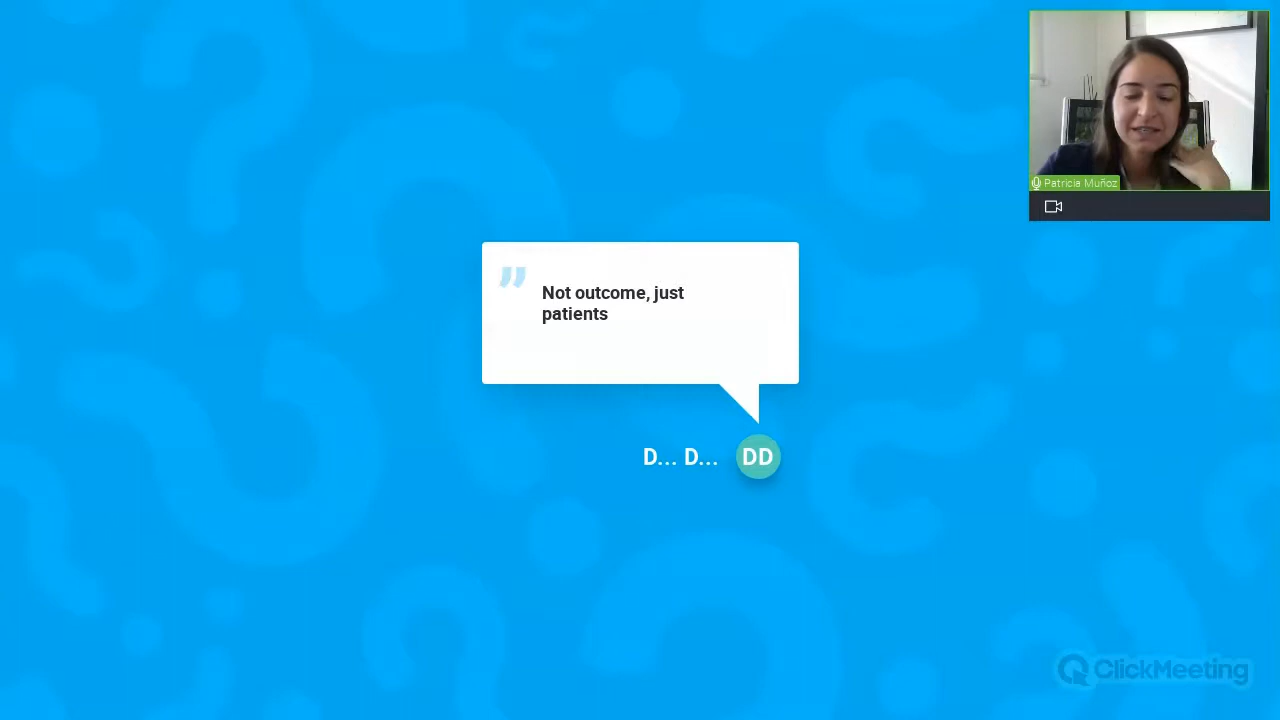 Patricia Muñoz
Not outcome, just
patients
D... D...
DD
ClickMeeting